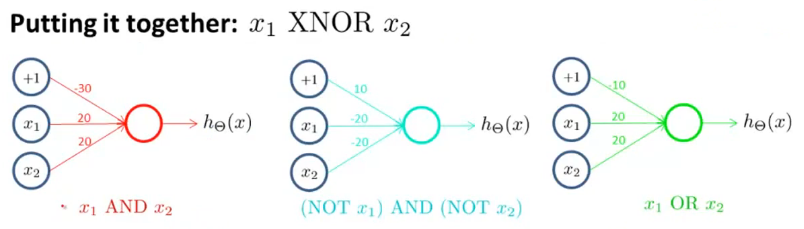 Putting it together: x₁ XNOR x₂
+1 -30
x₁ 20 hΘ(x)
x₂ 20
x₁ AND x₂
+1 10
x₁ -20 hΘ(x)
x₂ -20
(NOT x₁) AND (NOT x₂)
+1 -10
x₁ 20 hΘ(x)
x₂ 20
x₁ OR x₂